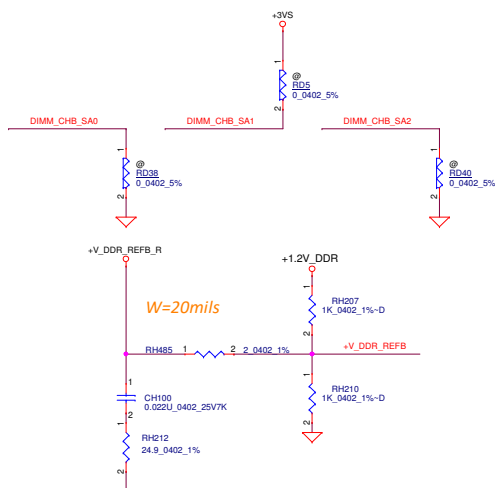 +3VS
1
@
RD5
0_0402_5%
2
DIMM_CHB_SA0
DIMM_CHB_SA1
DIMM_CHB_SA2
1
@
RD38
0_0402_5%
2
1
@
RD40
0_0402_5%
2
+V_DDR_REFB_R
+1.2V_DDR
W=20mils
1
RH207
1K_0402_1%~D
2
+V_DDR_REFB
RH485
1
2
2_0402_1%
1
CH100
0.022U_0402_25V7K
2
1
RH210
1K_0402_1%~D
2
1
RH212
24.9_0402_1%
2